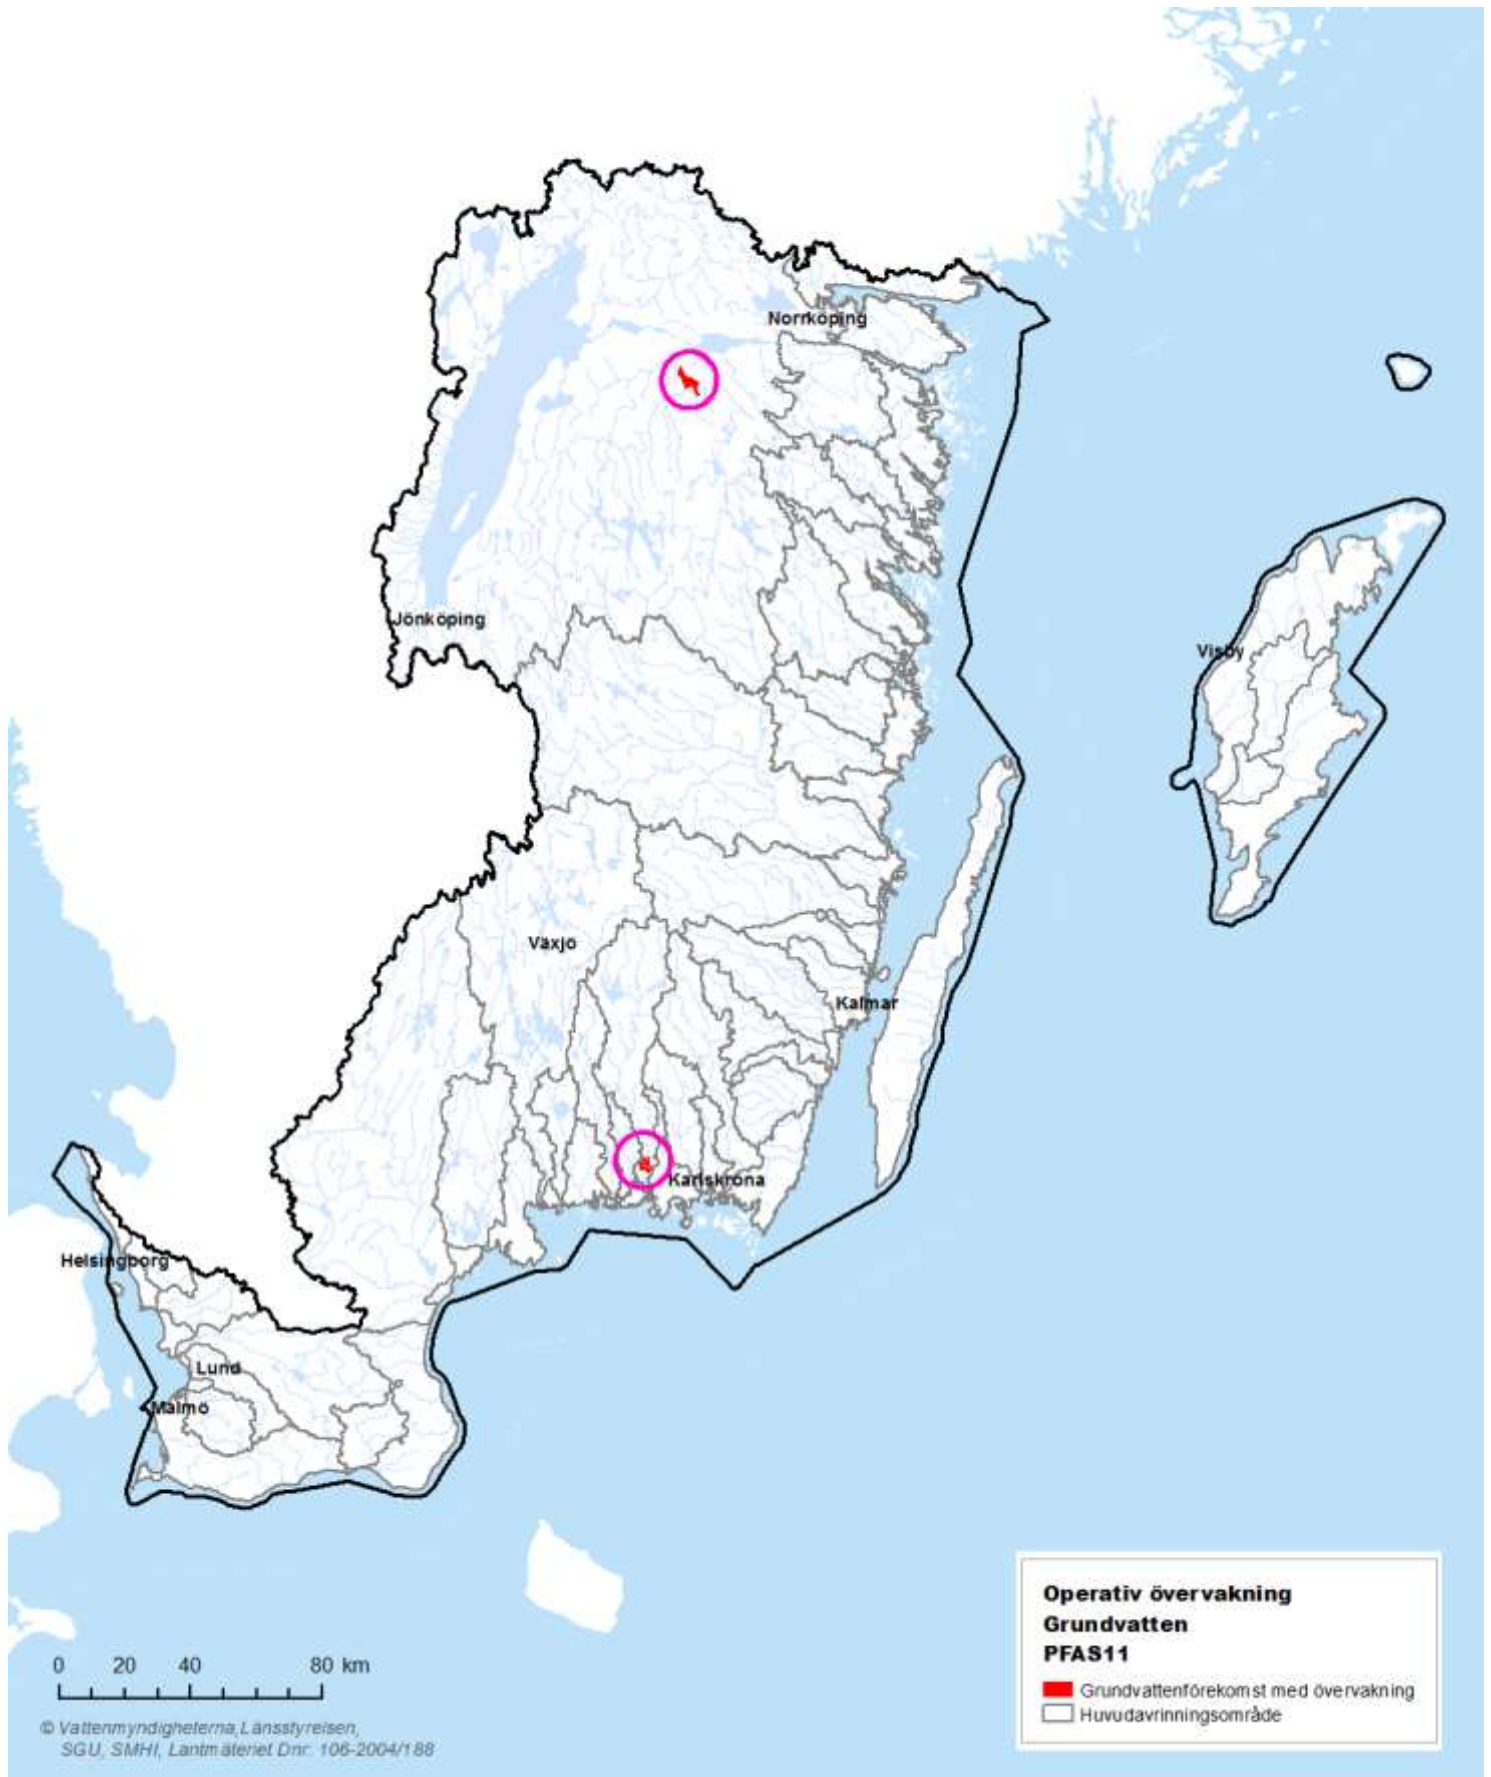 Norrköping
Jönköping
Visby
Växjö
Kalmar
Karlskrona
Helsingborg
Lund
Malmö
Operativ övervakning
Grundvatten
PFAS11
Grundvattenförekomst med övervakning
Huvudavrinningsområde
0 20 40 80 km
© Vattenmyndigheterna, Länsstyrelsen,
SGU, SMHI, Lantmäteriet Dnr: 106-2004/188